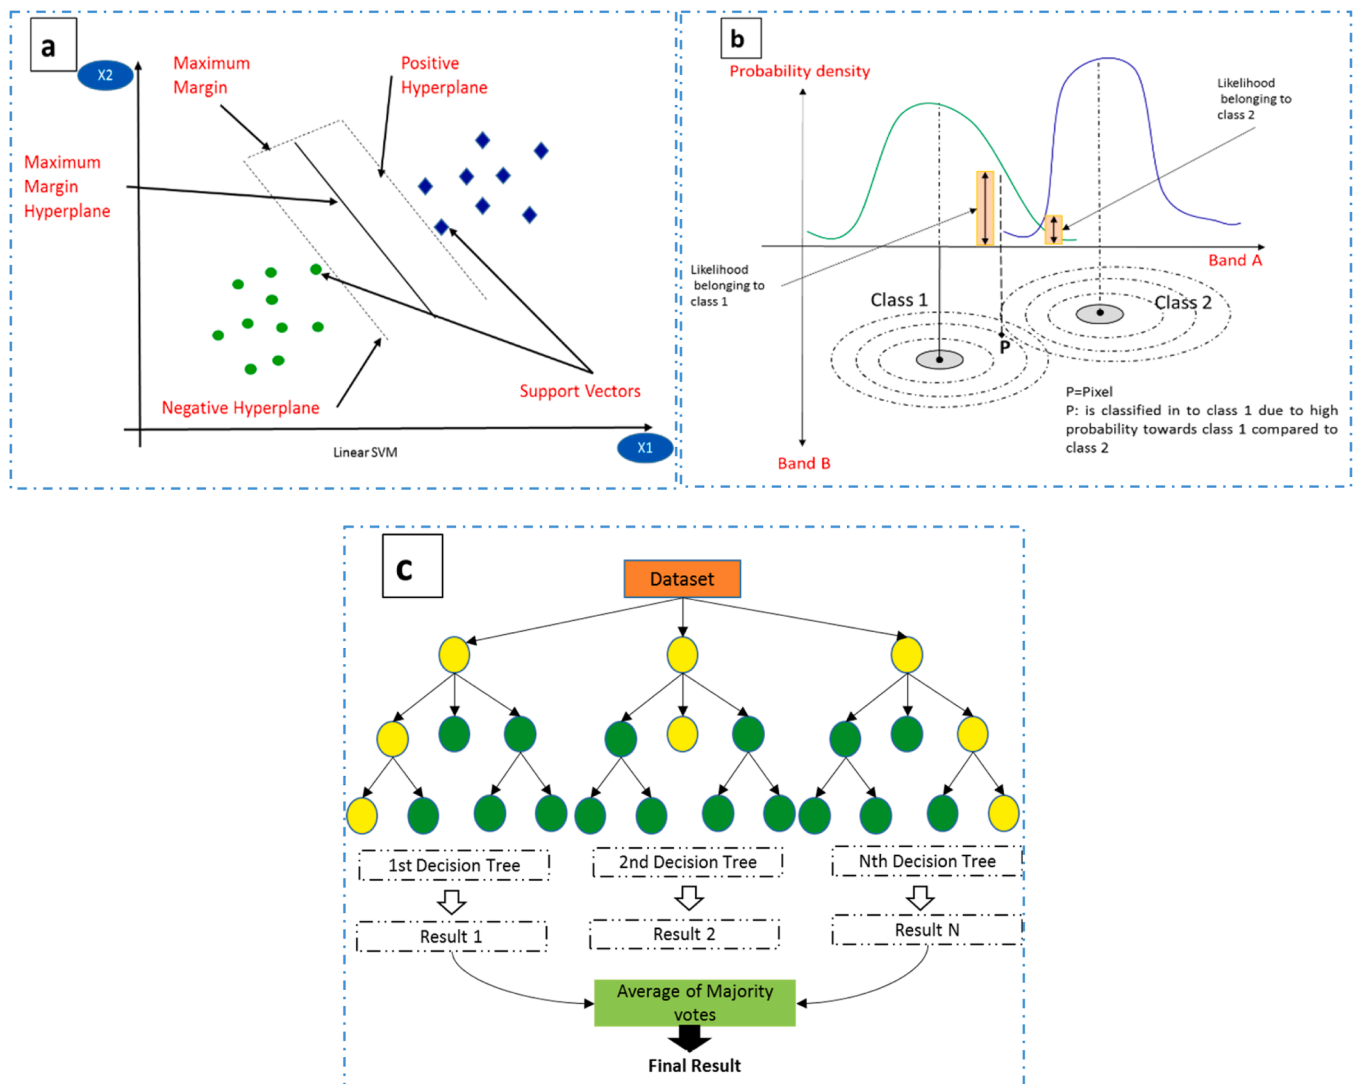 a
X2
Maximum
Margin
Positive
Hyperplane
Maximum
Margin
Hyperplane
Support Vectors
Negative Hyperplane
Linear SVM
X1
b
Probability density
Likelihood
belonging to
class 2
Band A
Likelihood
belonging to
class 1
Class 1
Class 2
P
P=Pixel
P: is classified in to class 1 due to high
probability towards class 1 compared to
class 2
Band B
c
Dataset
1st Decision Tree
2nd Decision Tree
Nth Decision Tree
Result 1
Result 2
Result N
Average of Majority
votes
Final Result